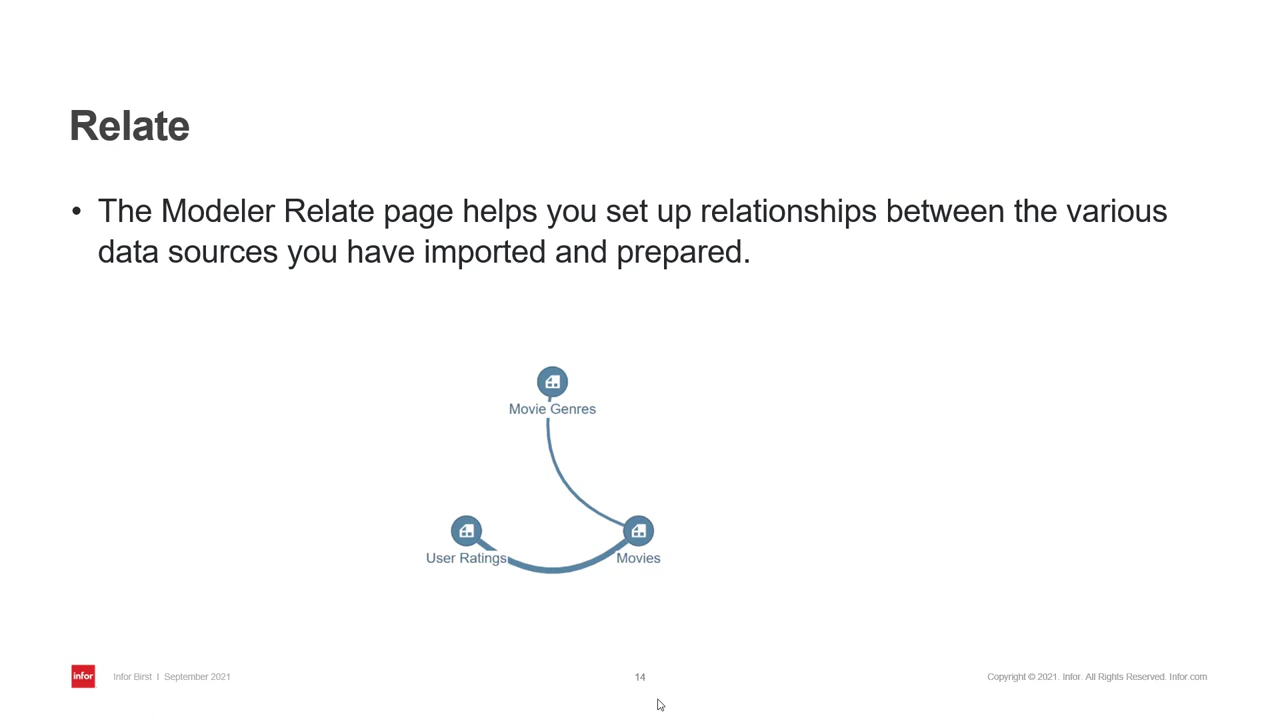 Relate
• The Modeler Relate page helps you set up relationships between the various
data sources you have imported and prepared.
Movie Genres
User Ratings
Movies
infor
Infor Birst I September 2021
14
Copyright © 2021. Infor. All Rights Reserved. Infor.com